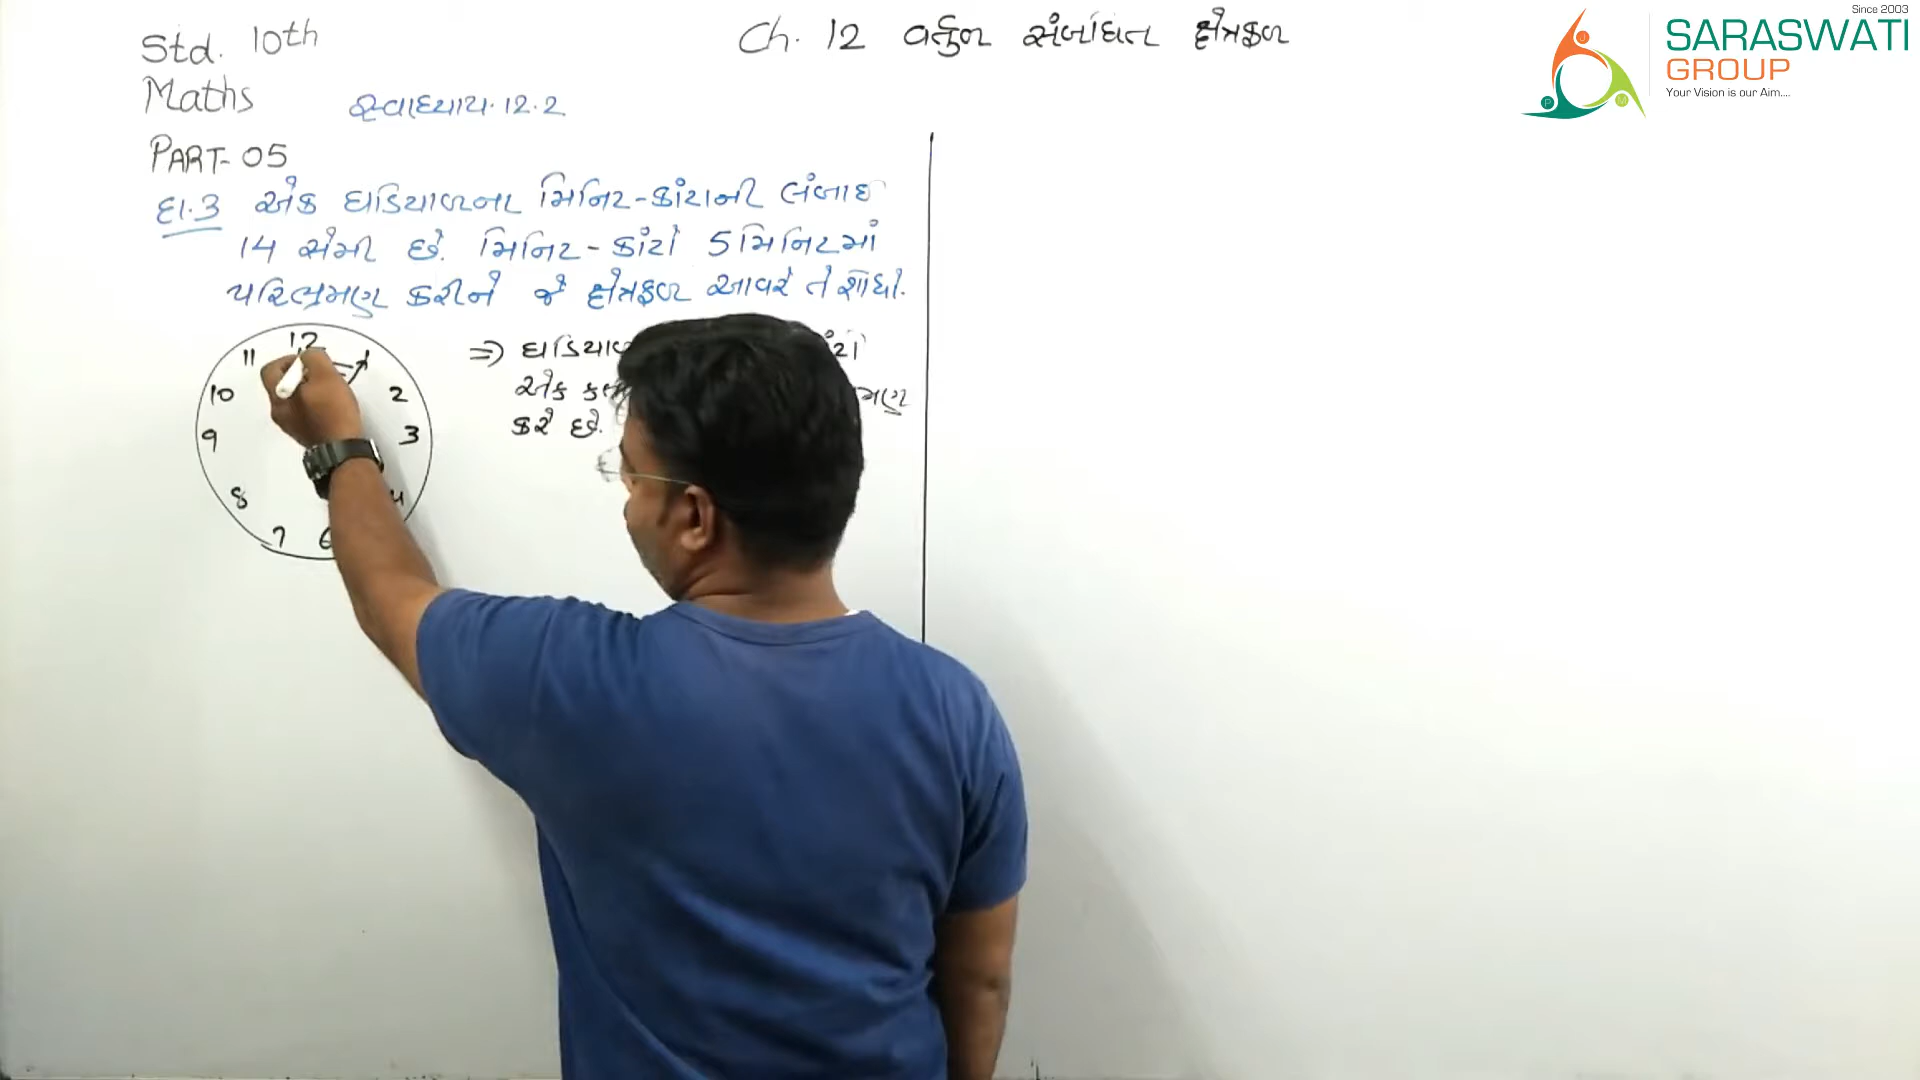 Std. 10th
Maths
PART-05
Ch. 12 વર્તુળ સંબંધિત ક્ષેત્રફળ
Since 2003
SARASWATI
GROUP
Your Vision is our Aim....
P U M
સ્વાધ્યાય. 12.2
દા.3 એક ઘડિયાળના મિનિટ-કાંટાની લંબાઈ
14 સેમી છે. મિનિટ-કાંટો 5 મિનિટમાં
પરિભ્રમણ કરીને જે ક્ષેત્રફળ આવરે તે શોધો.
12
11 1
10 2
9 3
8 4
7 6
⇒ ઘડિયાળ
એક
કરે છે.